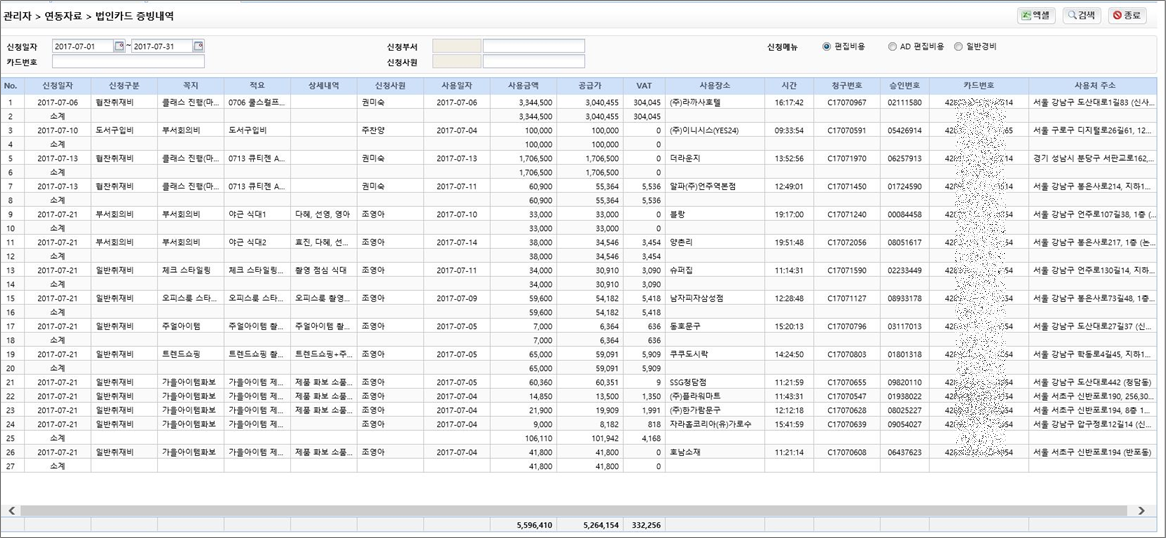 관리자 > 연동자료 > 법인카드 증빙내역 엑셀 검색 종료
신청일자 2017-07-01 ~ 2017-07-31 신청부서 신청메뉴 편집비용 AD 편집비용 일반경비
카드번호 신청사원
No. 신청일자 신청구분 꼭지 적요 상세내역 신청사원 사용일자 사용금액 공급가 VAT 사용장소 시간 청구번호 승인번호 카드번호 사용처 주소
1 2017-07-06 협찬취재비 클래스 진행(마... 0706 쿨스컬프... 권미숙 2017-07-06 3,344,500 3,040,455 304,045 (주)라까사호텔 16:17:42 C17070967 02111580 서울 강남구 도산대로1길83 (신사...
2 소계 3,344,500 3,040,455 304,045
3 2017-07-10 도서구입비 부서회의비 도서구입비 주찬양 2017-07-04 100,000 100,000 0 (주)이니시스(YES24) 09:33:54 C17070591 05426914 서울 구로구 디지털로26길61, 12...
4 소계 100,000 100,000 0
5 2017-07-13 협찬취재비 클래스 진행(마... 0713 큐티젠 A... 권미숙 2017-07-13 1,706,500 1,706,500 0 더라운지 13:52:56 C17071970 06257913 경기 성남시 분당구 서판교로162,...
6 소계 1,706,500 1,706,500 0
7 2017-07-13 협찬취재비 클래스 진행(마... 0713 큐티젠 A... 권미숙 2017-07-11 60,900 55,364 5,536 알파(주)언주역본점 12:49:01 C17071450 01724590 서울 강남구 봉은사로214, 지하1...
8 소계 60,900 55,364 5,536
9 2017-07-21 부서회의비 부서회의비 야근 식대1 다혜, 선영, 영아 조영아 2017-07-10 33,000 33,000 0 블랑 19:17:00 C17071240 00084458 서울 강남구 언주로107길38, 1층 (...
10 소계 33,000 33,000 0
11 2017-07-21 부서회의비 부서회의비 야근 식대2 효진, 다혜, 선... 조영아 2017-07-14 38,000 34,546 3,454 양촌리 19:51:48 C17072056 08051617 서울 강남구 봉은사로217, 1층 (논...
12 소계 38,000 34,546 3,454
13 2017-07-21 일반취재비 체크 스타일링 체크 스타일링... 촬영 점심 식대 조영아 2017-07-11 34,000 30,910 3,090 슈퍼집 11:14:31 C17071590 02233449 서울 강남구 언주로130길14, 지하...
14 소계 34,000 30,910 3,090
15 2017-07-21 일반취재비 오피스룩 스타... 오피스룩 스타... 오피스룩 촬영... 조영아 2017-07-09 59,600 54,182 5,418 남자피자삼성점 12:28:48 C17071127 08933178 서울 강남구 봉은사로73길48, 1층...
16 소계 59,600 54,182 5,418
17 2017-07-21 일반취재비 주얼아이템 주얼아이템 촬... 주얼아이템 촬... 조영아 2017-07-05 7,000 6,364 636 동호문구 15:20:13 C17070796 03117013 서울 강남구 도산대로27길37 (신...
18 소계 7,000 6,364 636
19 2017-07-21 일반취재비 트렌드쇼핑 트렌드쇼핑 촬... 트렌드쇼핑+주... 조영아 2017-07-05 65,000 59,091 5,909 쿠쿠도시락 14:24:50 C17070803 01801318 서울 강남구 학동로4길45, 지하1...
20 소계 65,000 59,091 5,909
21 2017-07-21 일반취재비 가을아이템화보 가을아이템 제... 제품 화보 소품... 조영아 2017-07-05 60,360 60,351 9 SSG청담점 11:21:59 C17070655 09820110 서울 강남구 도산대로442 (청담동)
22 2017-07-21 일반취재비 가을아이템화보 가을아이템 제... 제품 화보 소품... 조영아 2017-07-04 14,850 13,500 1,350 (주)플라워마트 11:43:31 C17070547 01938022 서울 서초구 신반포로190, 256,30...
23 2017-07-21 일반취재비 가을아이템화보 가을아이템 제... 제품 화보 소품... 조영아 2017-07-04 21,900 19,909 1,991 (주)한가람문구 12:12:18 C17070628 08025227 서울 서초구 신반포로194, 8층 1...
24 2017-07-21 일반취재비 가을아이템화보 가을아이템 제... 제품 화보 소품... 조영아 2017-07-04 9,000 8,182 818 자라홈코리아(유)가로수 15:41:59 C17070639 09054027 서울 강남구 압구정로12길14 (신...
25 소계 106,110 101,942 4,168
26 2017-07-21 일반취재비 가을아이템화보 가을아이템 제... 제품 화보 소품... 조영아 2017-07-04 41,800 41,800 0 호남소재 11:21:14 C17070608 06437623 서울 서초구 신반포로194 (반포동)
27 소계 41,800 41,800 0
5,596,410 5,264,154 332,256